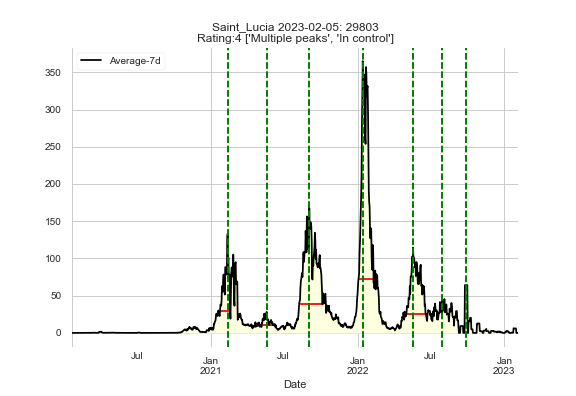 Saint_Lucia 2023-02-05: 29803
Rating:4 ['Multiple peaks', 'In control']
Average-7d
350
300
250
200
150
100
50
0
Jul
Jan
2021
Jul
Jan
2022
Jul
Jan
2023
Date